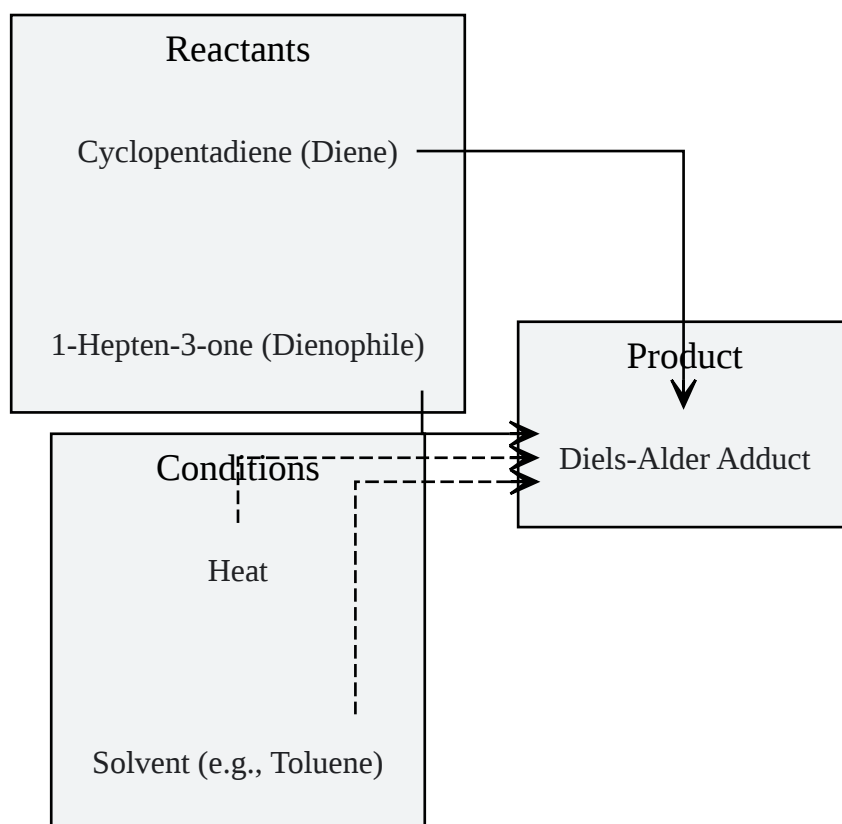 Reactants
Cyclopentadiene (Diene)
1-Hepten-3-one (Dienophile)
Product
Diels-Alder Adduct
Conditions
Heat
Solvent (e.g., Toluene)